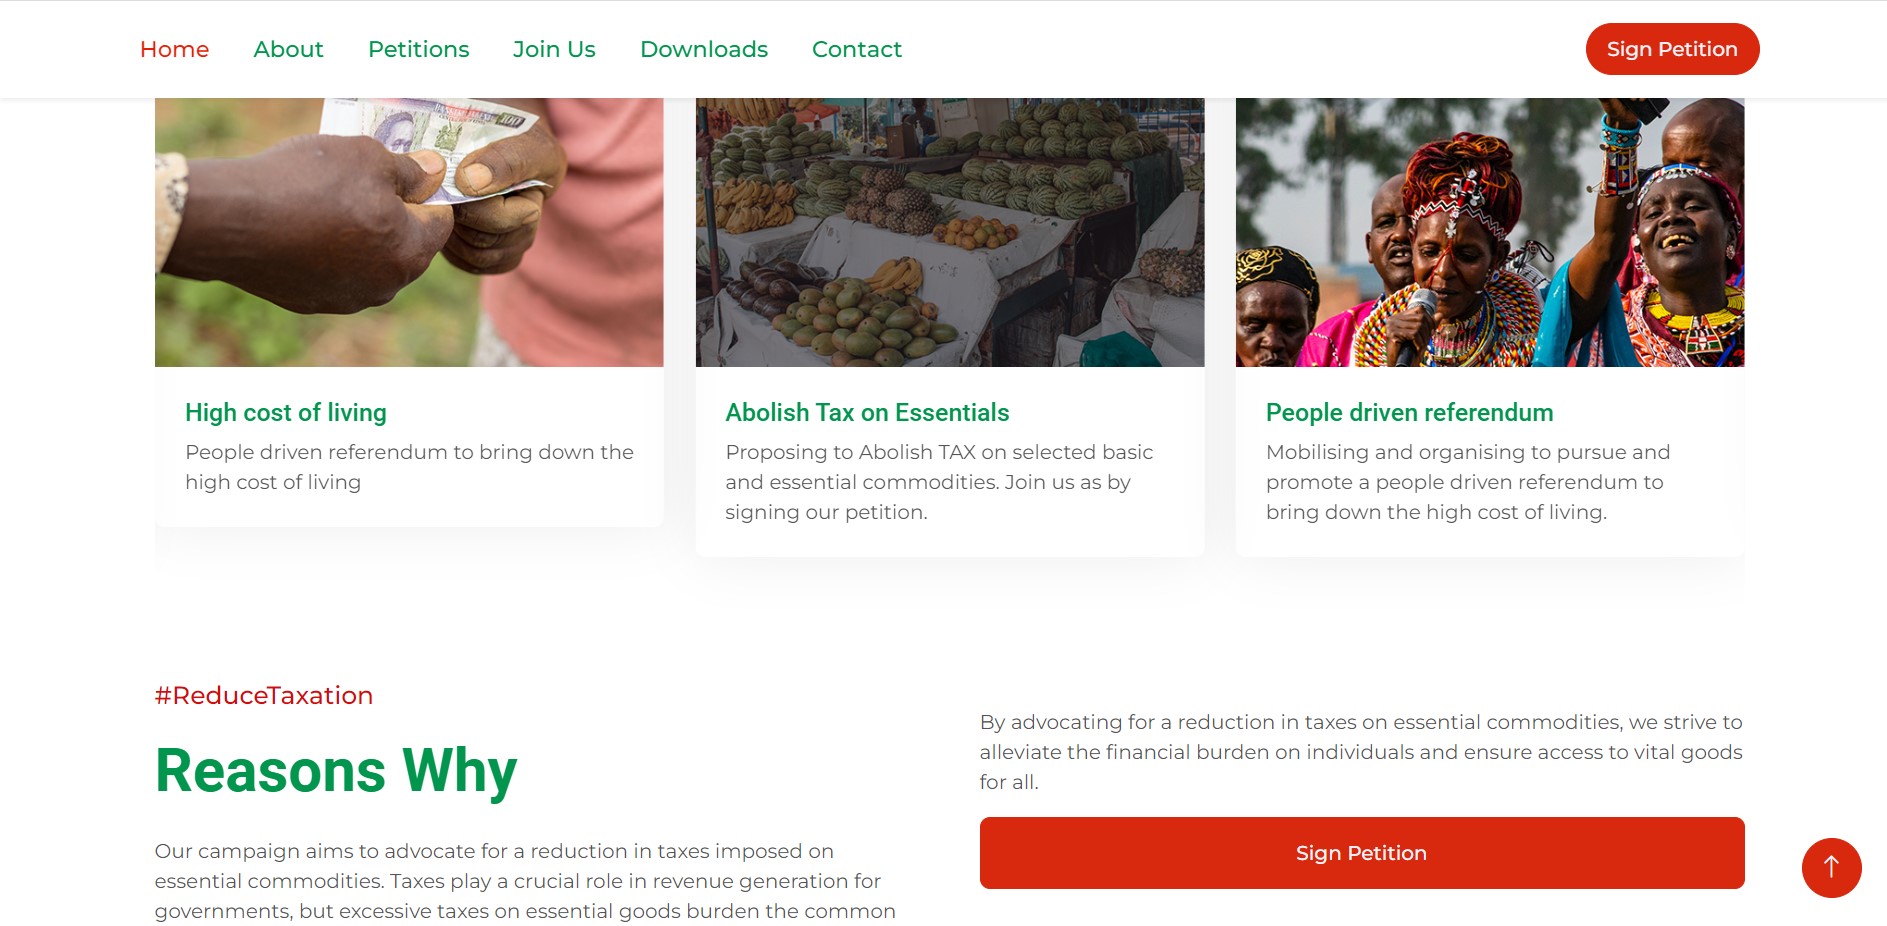 Home About Petitions Join Us Downloads Contact Sign Petition
100
High cost of living
People driven referendum to bring down the
high cost of living
Abolish Tax on Essentials
Proposing to Abolish TAX on selected basic
and essential commodities. Join us as by
signing our petition.
People driven referendum
Mobilising and organising to pursue and
promote a people driven referendum to
bring down the high cost of living.
#ReduceTaxation
Reasons Why
Our campaign aims to advocate for a reduction in taxes imposed on
essential commodities. Taxes play a crucial role in revenue generation for
governments, but excessive taxes on essential goods burden the common
By advocating for a reduction in taxes on essential commodities, we strive to
alleviate the financial burden on individuals and ensure access to vital goods
for all.
Sign Petition